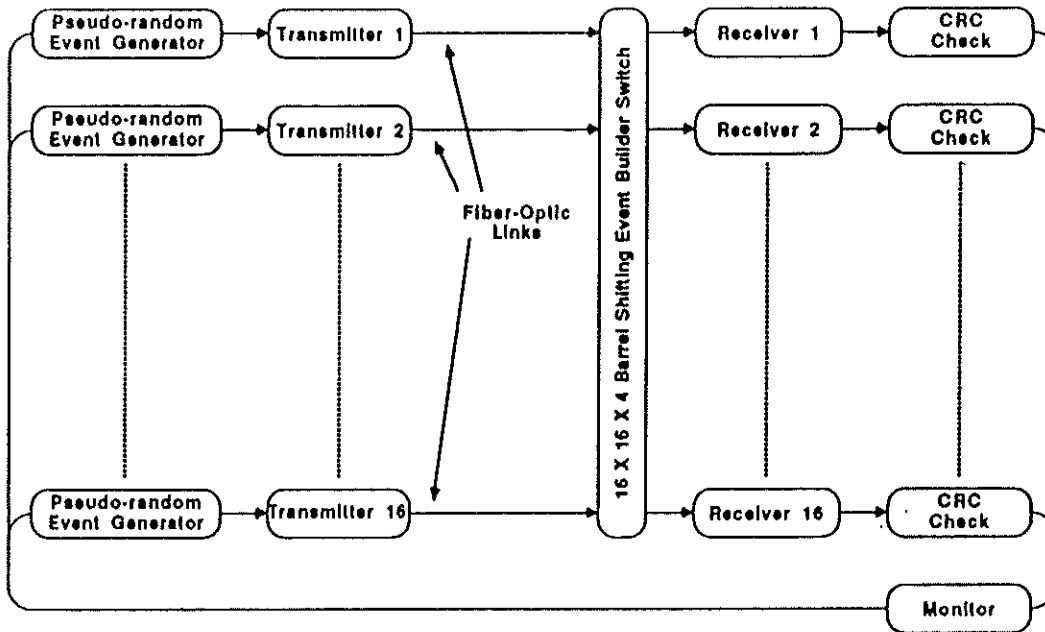 Pseudo-random
Event Generator
Transmitter 1
Receiver 1
CRC
Check
Pseudo-random
Event Generator
Transmitter 2
Receiver 2
CRC
Check
Fiber-Optic
Links
16 X 16 X 4 Barrel Shifting Event Builder Switch
Pseudo-random
Event Generator
Transmitter 16
Receiver 16
CRC
Check
Monitor